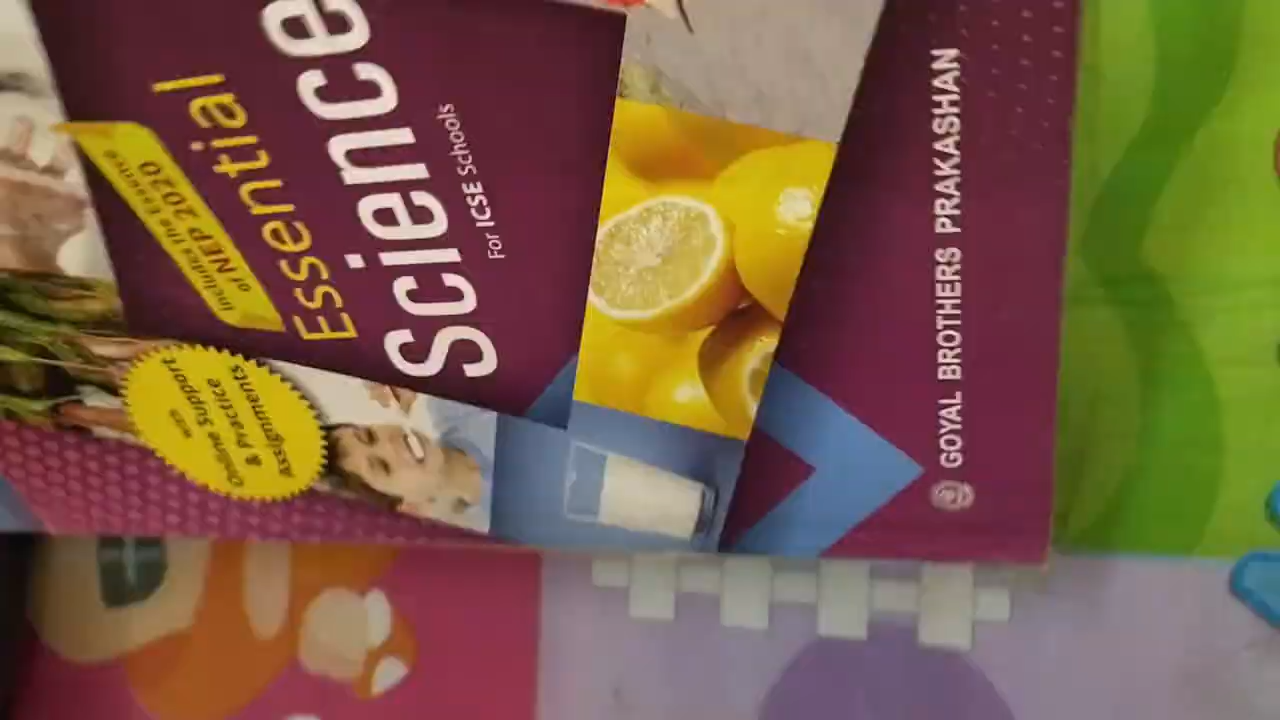 Includes the Essence
of NEP 2020
Essential
Science
For ICSE Schools
with
Online Support
& Practice
Assignments
GOYAL BROTHERS PRAKASHAN